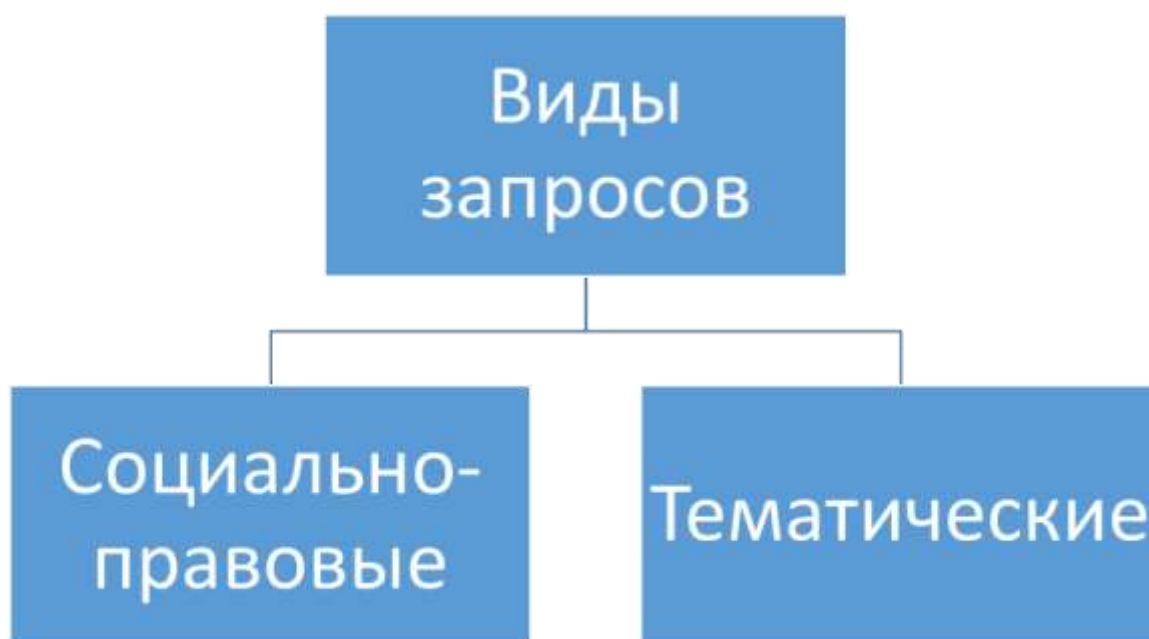 Виды
запросов
Социально-
правовые
Тематические